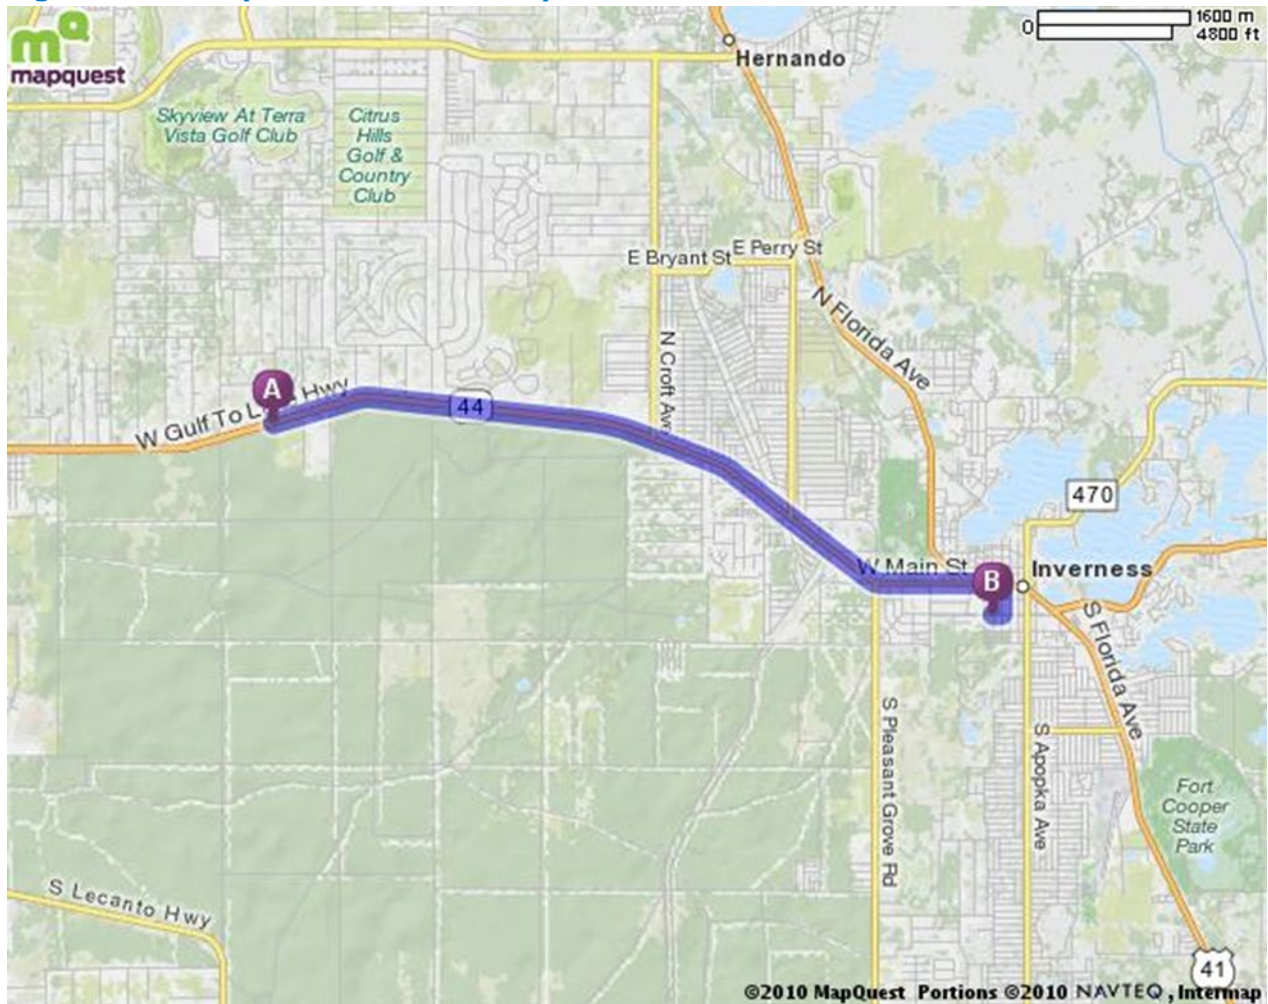 mapquest
0
1600 m
4800 ft
Hernando
Skyview At Terra
Vista Golf Club
Citrus
Hills
Golf &
Country
Club
E Bryant St
E Perry St
N Florida Ave
N Croft Ave
A
W Gulf To L
Hwy
44
470
W Main St
B
Inverness
S Florida Ave
S Pleasant Grove Rd
S Apopka Ave
Fort
Cooper
State
Park
S Lecanto Hwy
41
©2010 MapQuest Portions ©2010 NAVTEQ, Intermap